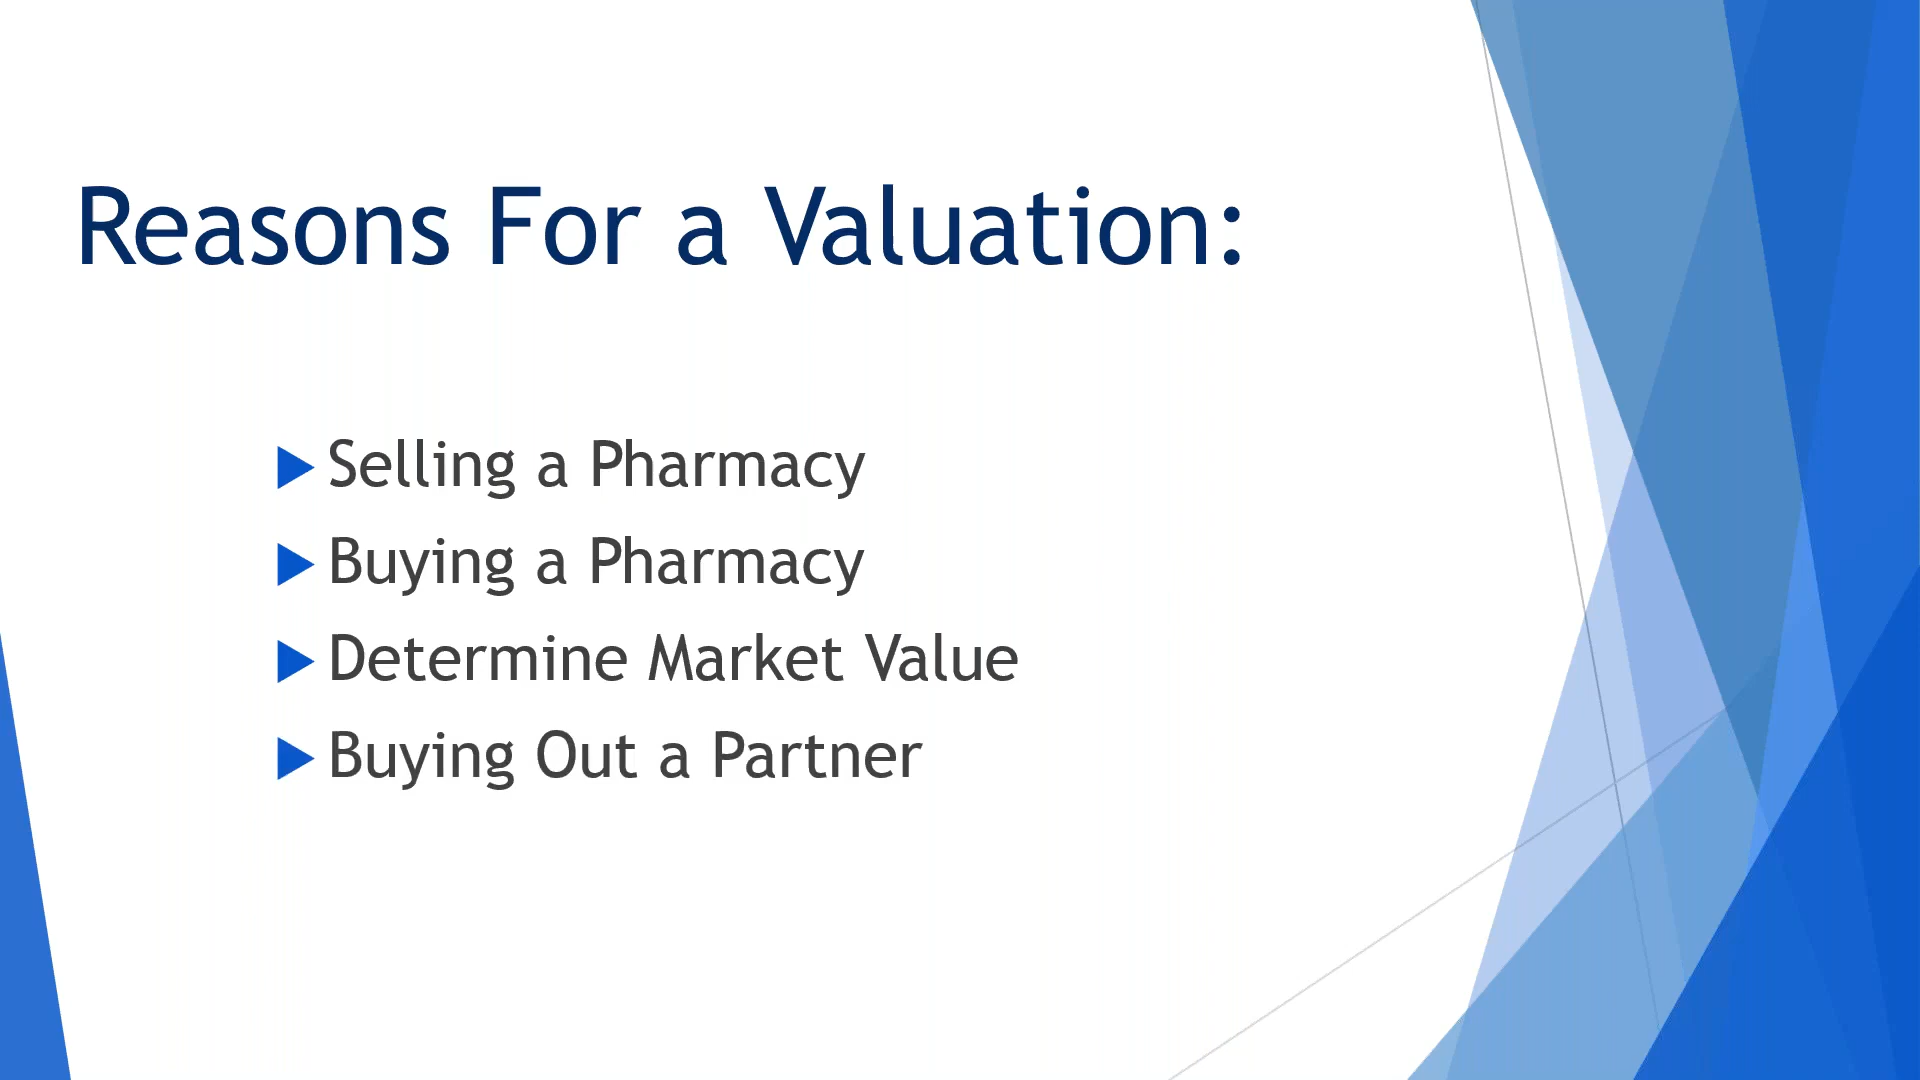 Reasons For a Valuation:
Selling a Pharmacy
Buying a Pharmacy
Determine Market Value
Buying Out a Partner